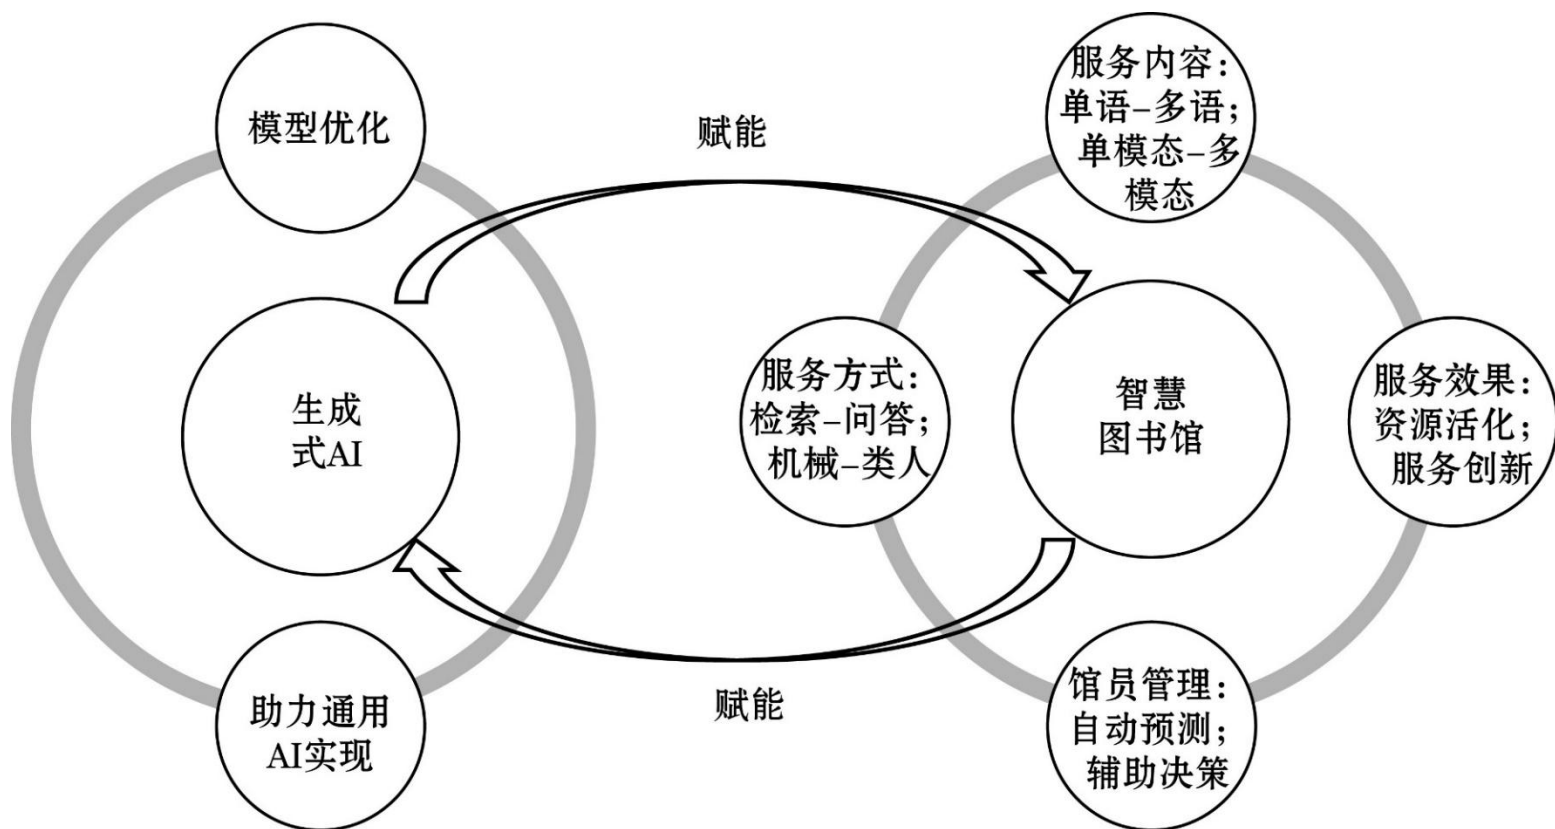 模型优化
生成
式AI
助力通用
AI实现
赋能
赋能
服务内容：
单语-多语；
单模态-多
模态
服务方式：
检索-问答；
机械-类人
智慧
图书馆
服务效果：
资源活化；
服务创新
馆员管理：
自动预测；
辅助决策